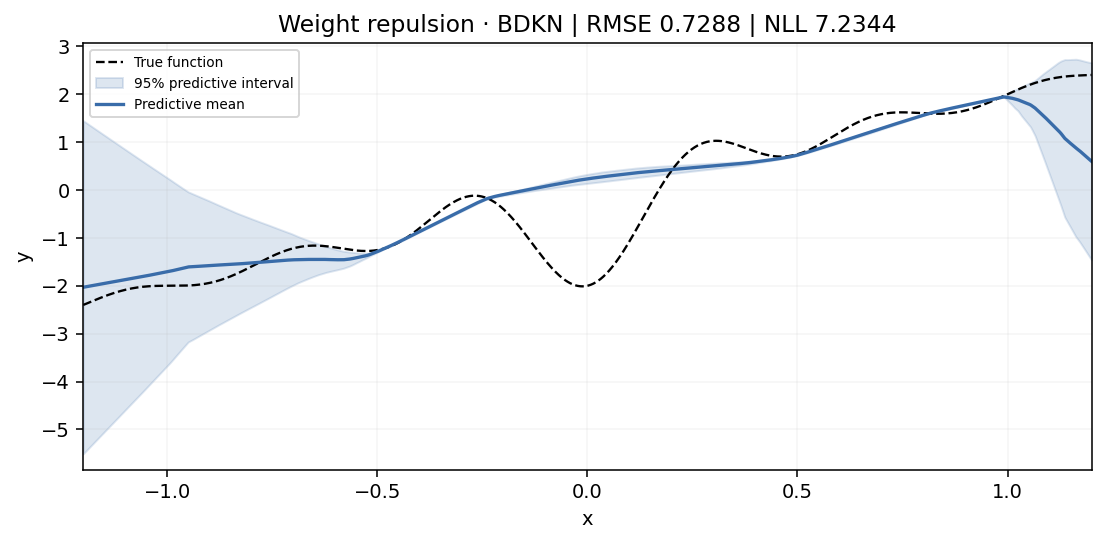 Weight repulsion · BDKN | RMSE 0.7288 | NLL 7.2344
True function
95% predictive interval
Predictive mean
3
2
1
0
−1
−2
−3
−4
−5
y
−1.0 −0.5 0.0 0.5 1.0
x